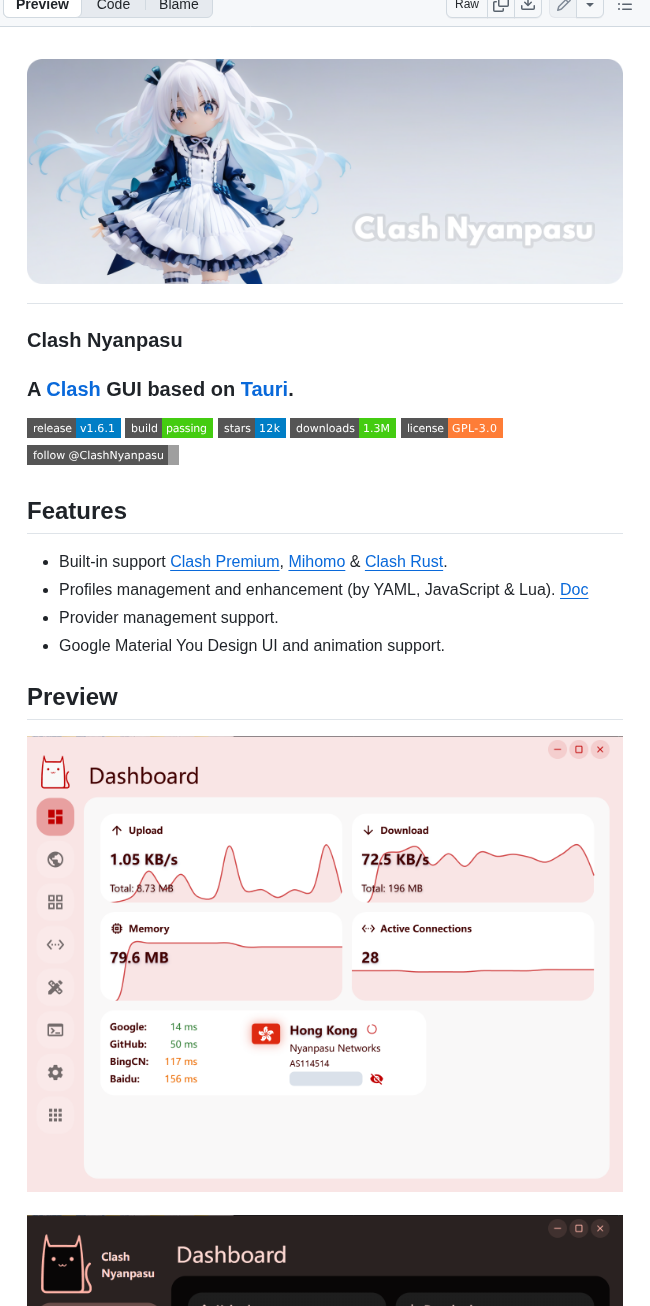 Preview Code Blame Raw
Clash Nyanpasu
Clash Nyanpasu
A Clash GUI based on Tauri.
release v1.6.1 build passing stars 12k downloads 1.3M license GPL-3.0
follow @ClashNyanpasu
Features
Built-in support Clash Premium, Mihomo & Clash Rust.
Profiles management and enhancement (by YAML, JavaScript & Lua). Doc
Provider management support.
Google Material You Design UI and animation support.
Preview
Dashboard
Upload
1.05 KB/s
Total: 8.73 MB
Download
72.5 KB/s
Total: 196 MB
Memory
79.6 MB
Active Connections
28
Google: 14 ms
GitHub: 50 ms
BingCN: 117 ms
Baidu: 156 ms
Hong Kong
Nyanpasu Networks
AS114514
Clash
Nyanpasu
Dashboard